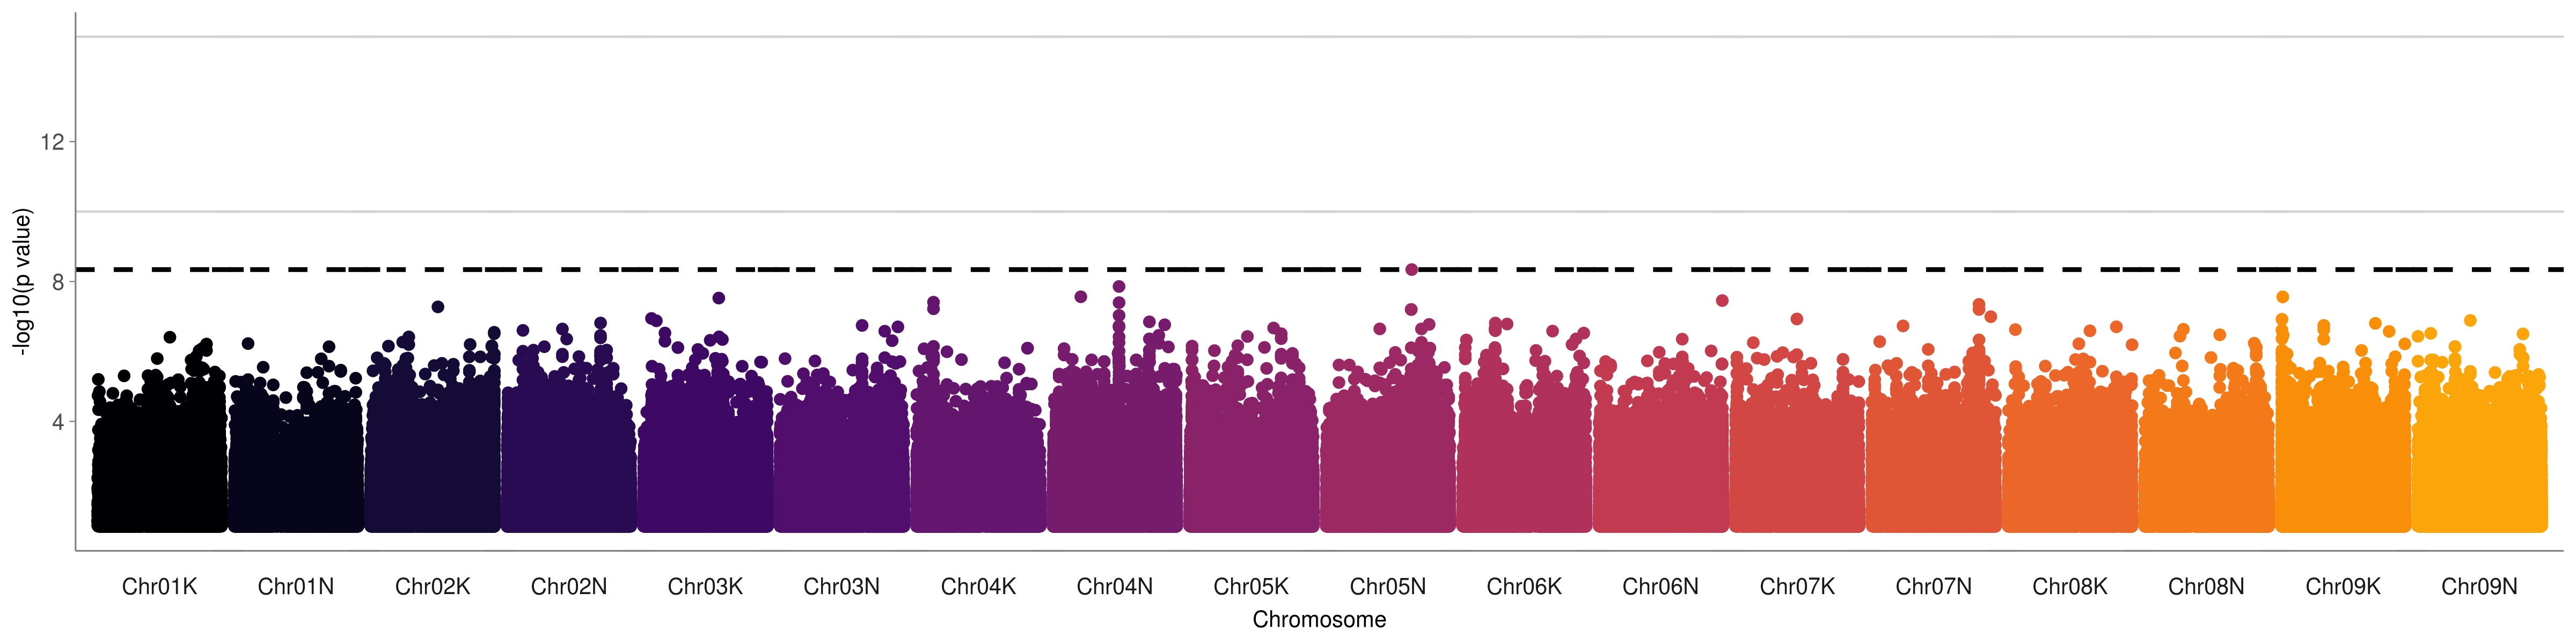 -log10(p value)
12
8
4
Chr01K Chr01N Chr02K Chr02N Chr03K Chr03N Chr04K Chr04N Chr05K Chr05N Chr06K Chr06N Chr07K Chr07N Chr08K Chr08N Chr09K Chr09N
Chromosome